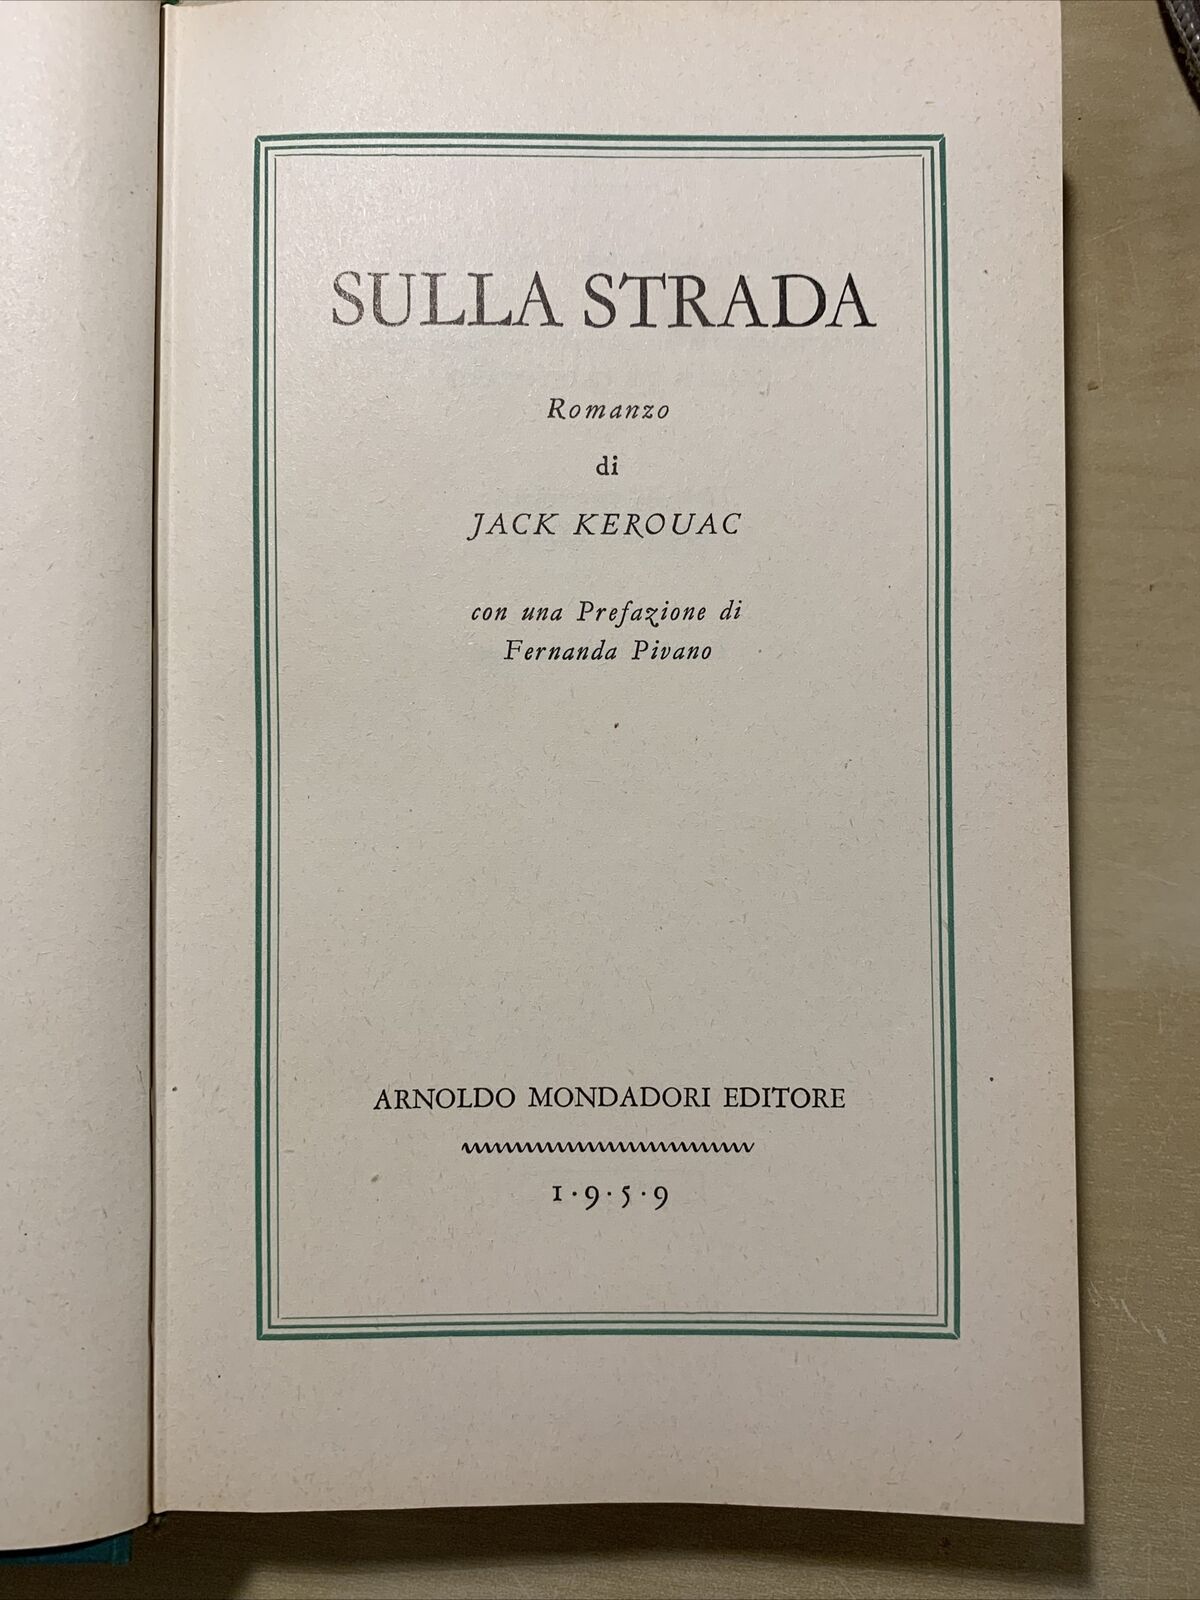 SULLA STRADA
Romanzo
di
JACK KEROUAC
con una Prefazione di
Fernanda Pivano
ARNOLDO MONDADORI EDITORE
1·9·5·9